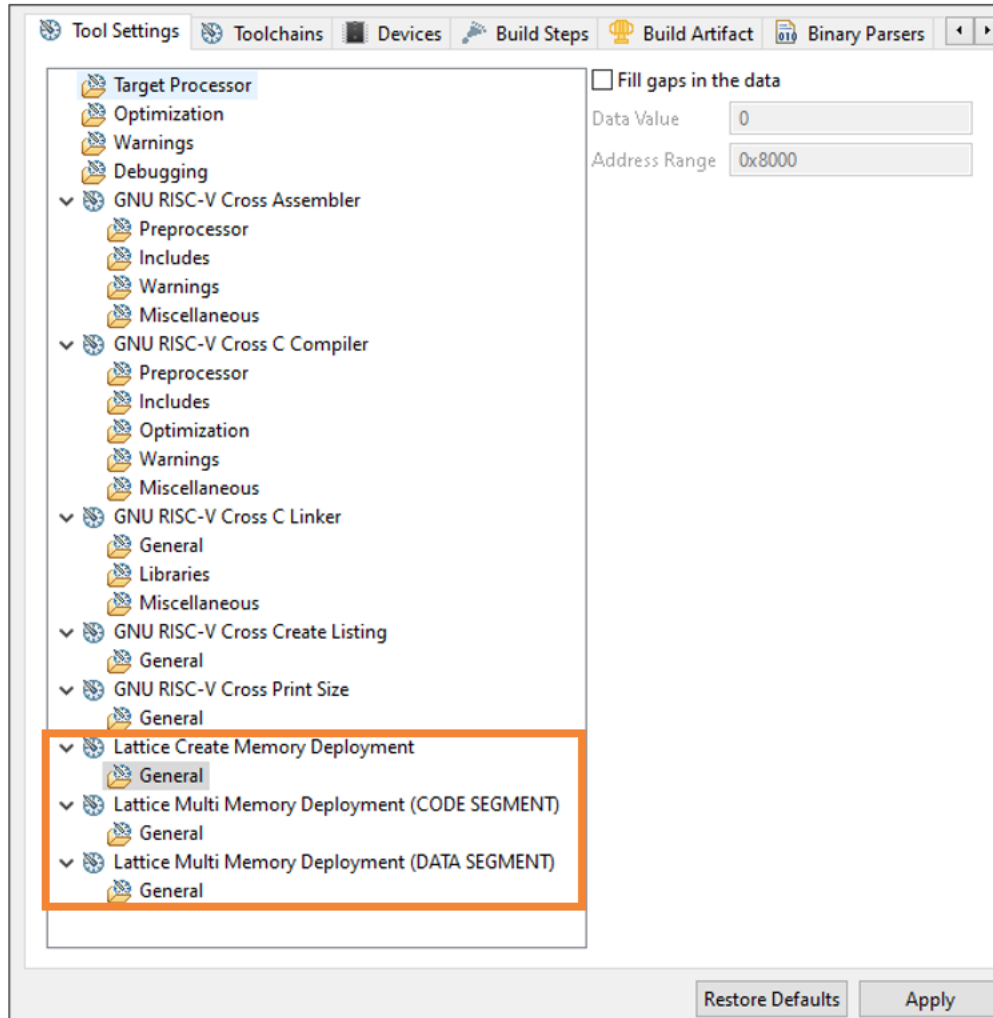 Tool Settings Toolchains Devices Build Steps Build Artifact Binary Parsers
Target Processor
Optimization
Warnings
Debugging
GNU RISC-V Cross Assembler
Preprocessor
Includes
Warnings
Miscellaneous
GNU RISC-V Cross C Compiler
Preprocessor
Includes
Optimization
Warnings
Miscellaneous
GNU RISC-V Cross C Linker
General
Libraries
Miscellaneous
GNU RISC-V Cross Create Listing
General
GNU RISC-V Cross Print Size
General
Lattice Create Memory Deployment
General
Lattice Multi Memory Deployment (CODE SEGMENT)
General
Lattice Multi Memory Deployment (DATA SEGMENT)
General
Fill gaps in the data
Data Value 0
Address Range 0x8000
Restore Defaults Apply